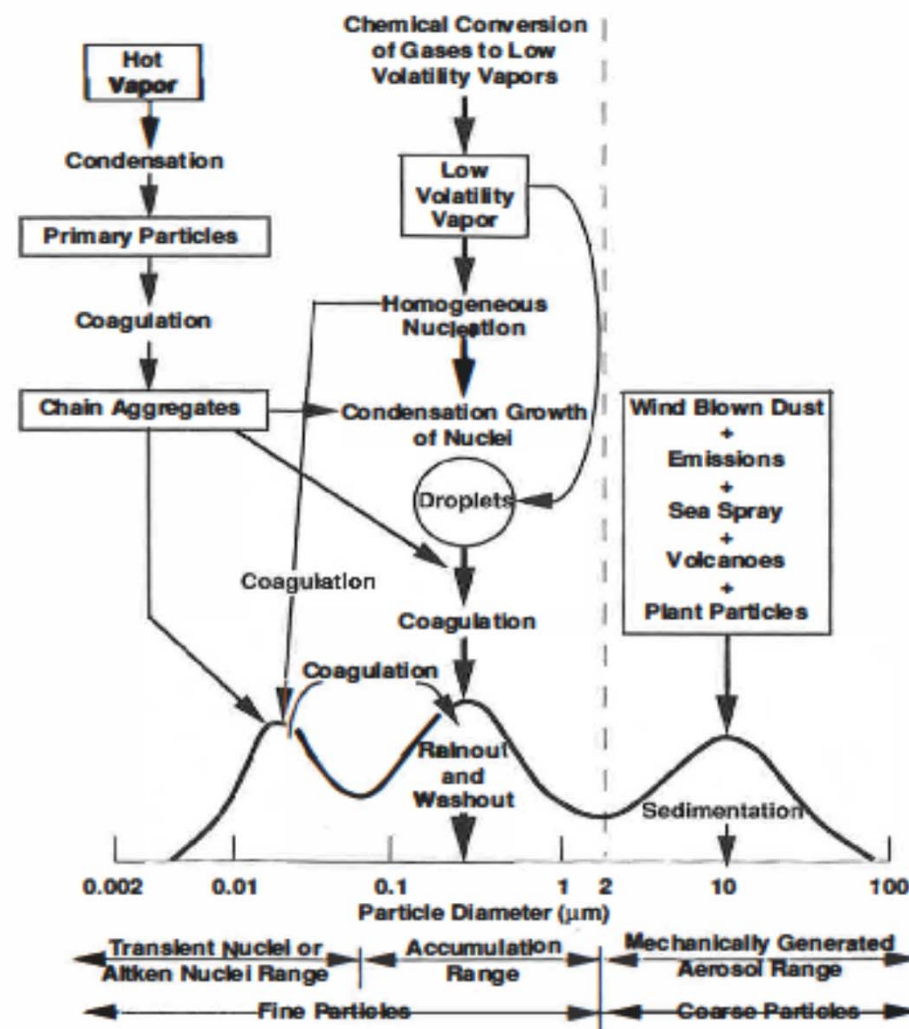 Hot
Vapor
Condensation
Primary Particles
Coagulation
Chain Aggregates
Chemical Conversion
of Gases to Low
Volatility Vapors
Low
Volatility
Vapor
Homogeneous
Nucleation
Condensation Growth
of Nuclei
Droplets
Coagulation
Coagulation
Coagulation
Rainout
and
Washout
Wind Blown Dust
+
Emissions
+
Sea Spray
+
Volcanoes
+
Plant Particles
Sedimentation
0.002 0.01 0.1 1 2 10 100
Particle Diameter (μm)
Transient Nuclei or
Aitken Nuclei Range
Accumulation
Range
Mechanically Generated
Aerosol Range
Fine Particles
Coarse Particles